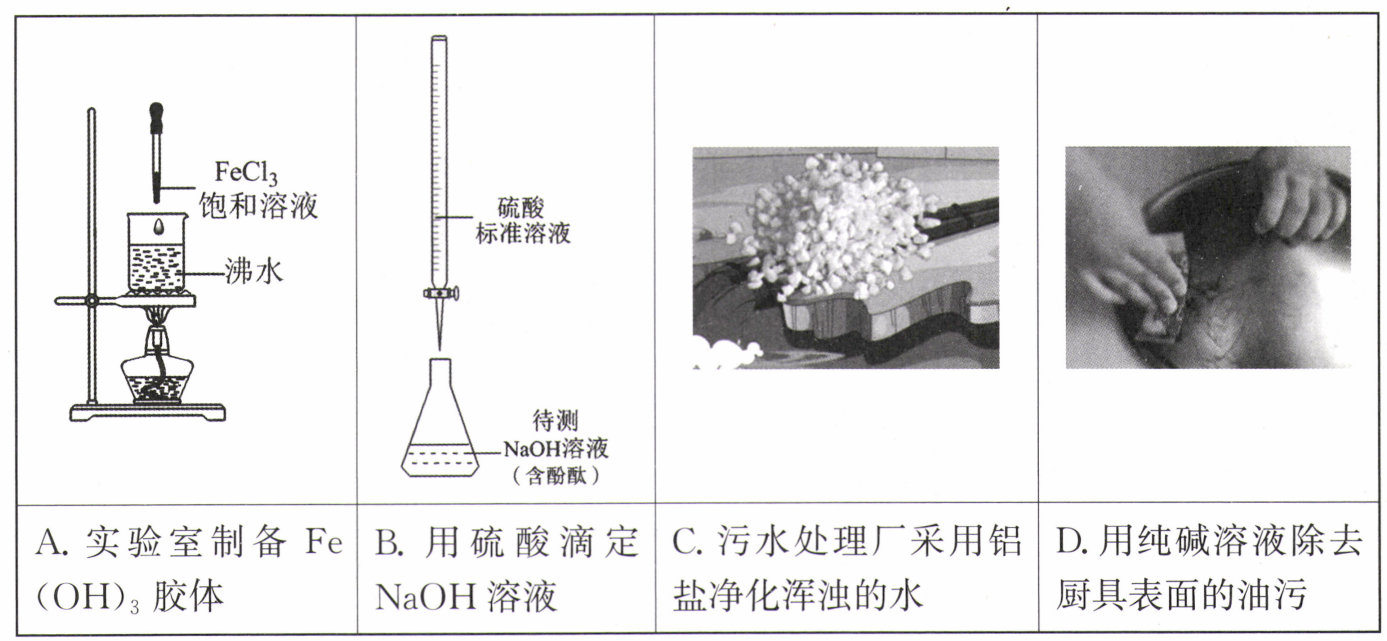 FeCl₃
饱和溶液
沸水
硫酸
标准溶液
待测
NaOH溶液
（含酚酞）
A. 实验室制备 Fe
(OH)₃ 胶体
B. 用硫酸滴定
NaOH 溶液
C. 污水处理厂采用铝
盐净化浑浊的水
D. 用纯碱溶液除去
厨具表面的油污